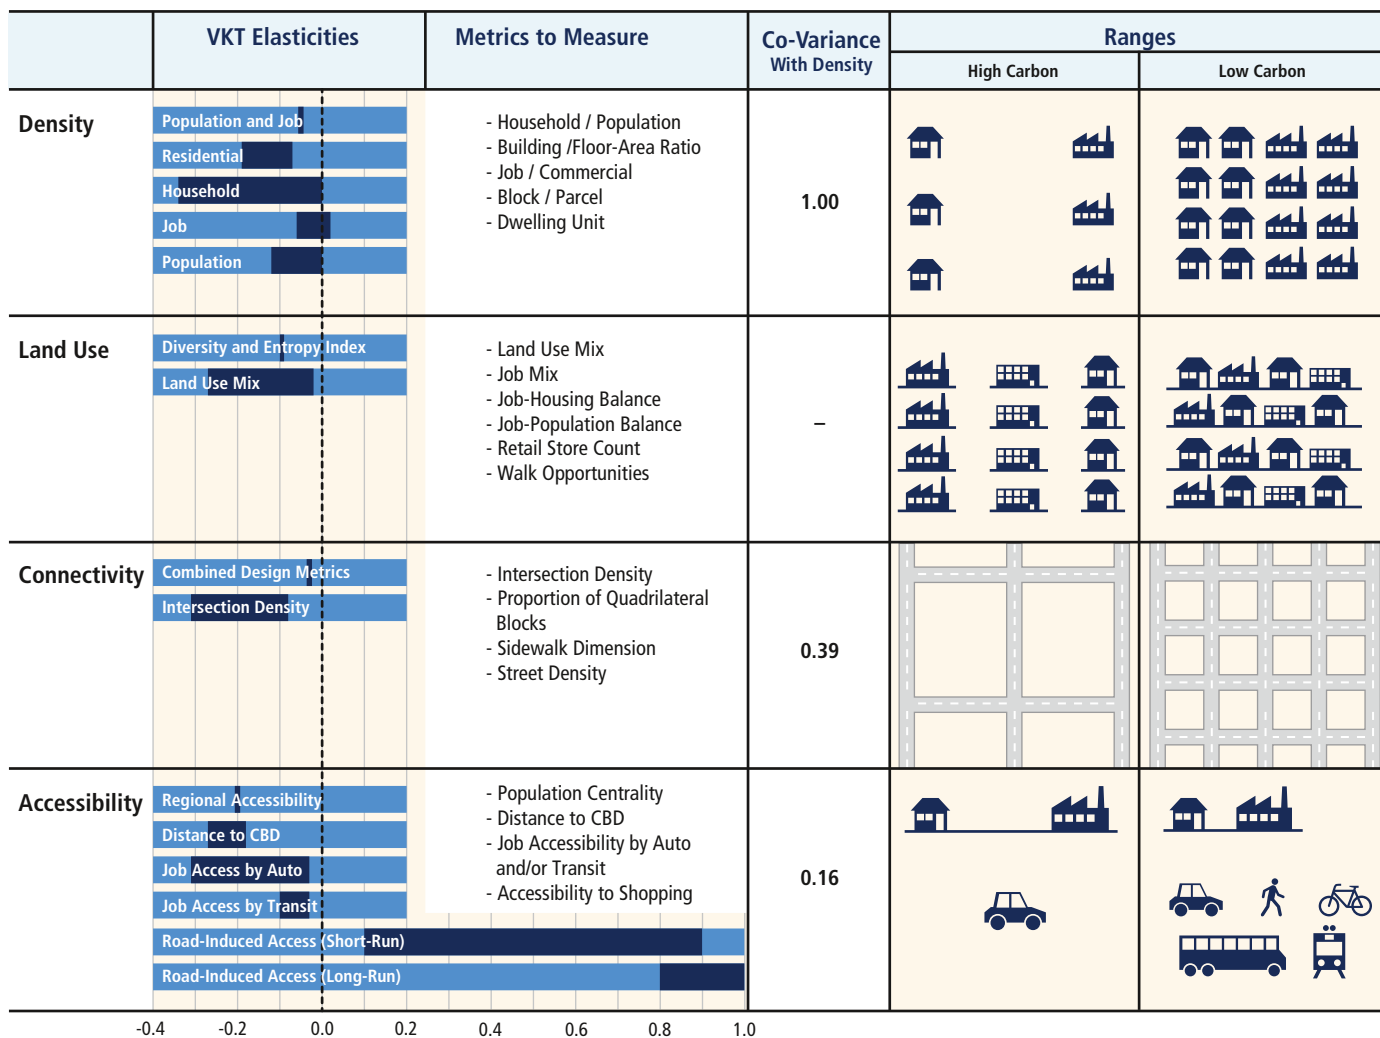 VKT Elasticities
Metrics to Measure
Co-Variance
With Density
Ranges
High Carbon
Low Carbon
Density
Population and Job
Residential
Household
Job
Population
- Household / Population
- Building /Floor-Area Ratio
- Job / Commercial
- Block / Parcel
- Dwelling Unit
1.00
Land Use
Diversity and Entropy Index
Land Use Mix
- Land Use Mix
- Job Mix
- Job-Housing Balance
- Job-Population Balance
- Retail Store Count
- Walk Opportunities
–
Connectivity
Combined Design Metrics
Intersection Density
- Intersection Density
- Proportion of Quadrilateral
Blocks
- Sidewalk Dimension
- Street Density
0.39
Accessibility
Regional Accessibility
Distance to CBD
Job Access by Auto
Job Access by Transit
Road-Induced Access (Short-Run)
Road-Induced Access (Long-Run)
- Population Centrality
- Distance to CBD
- Job Accessibility by Auto
and/or Transit
- Accessibility to Shopping
0.16
-0.4
-0.2
0.0
0.2
0.4
0.6
0.8
1.0